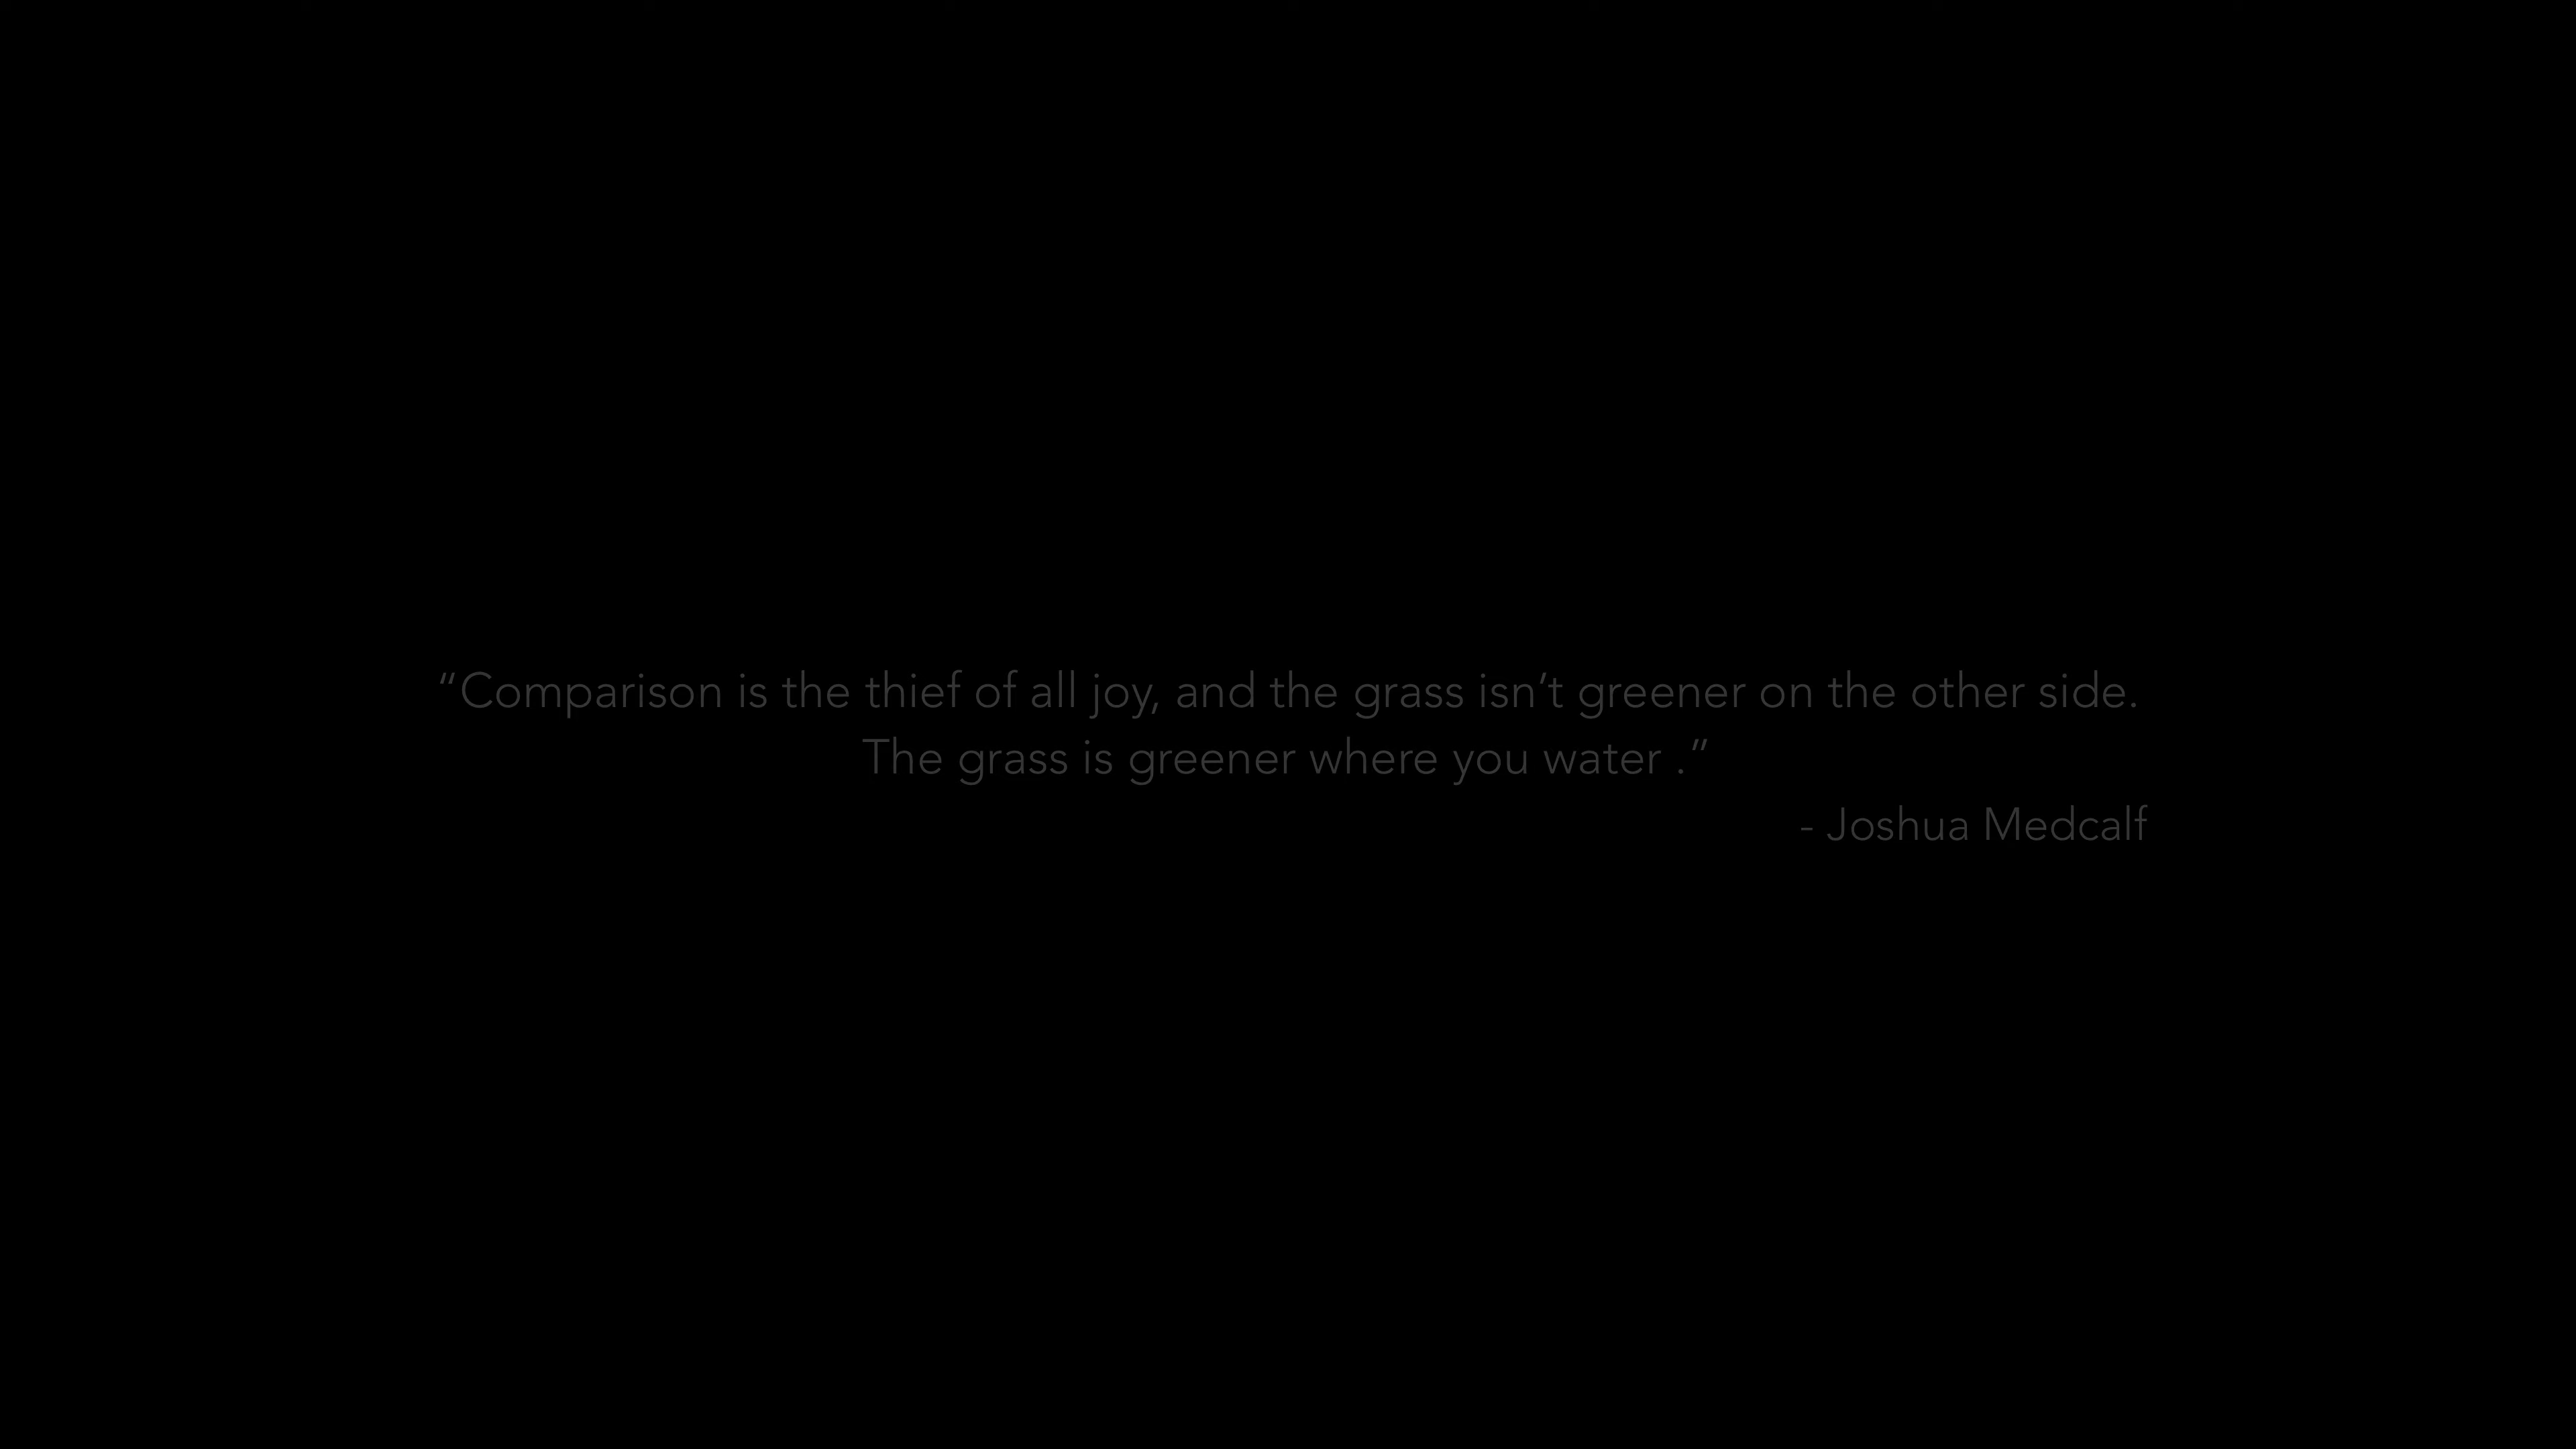 “Comparison is the thief of all joy, and the grass isn’t greener on the other side.
The grass is greener where you water .”
- Joshua Medcalf